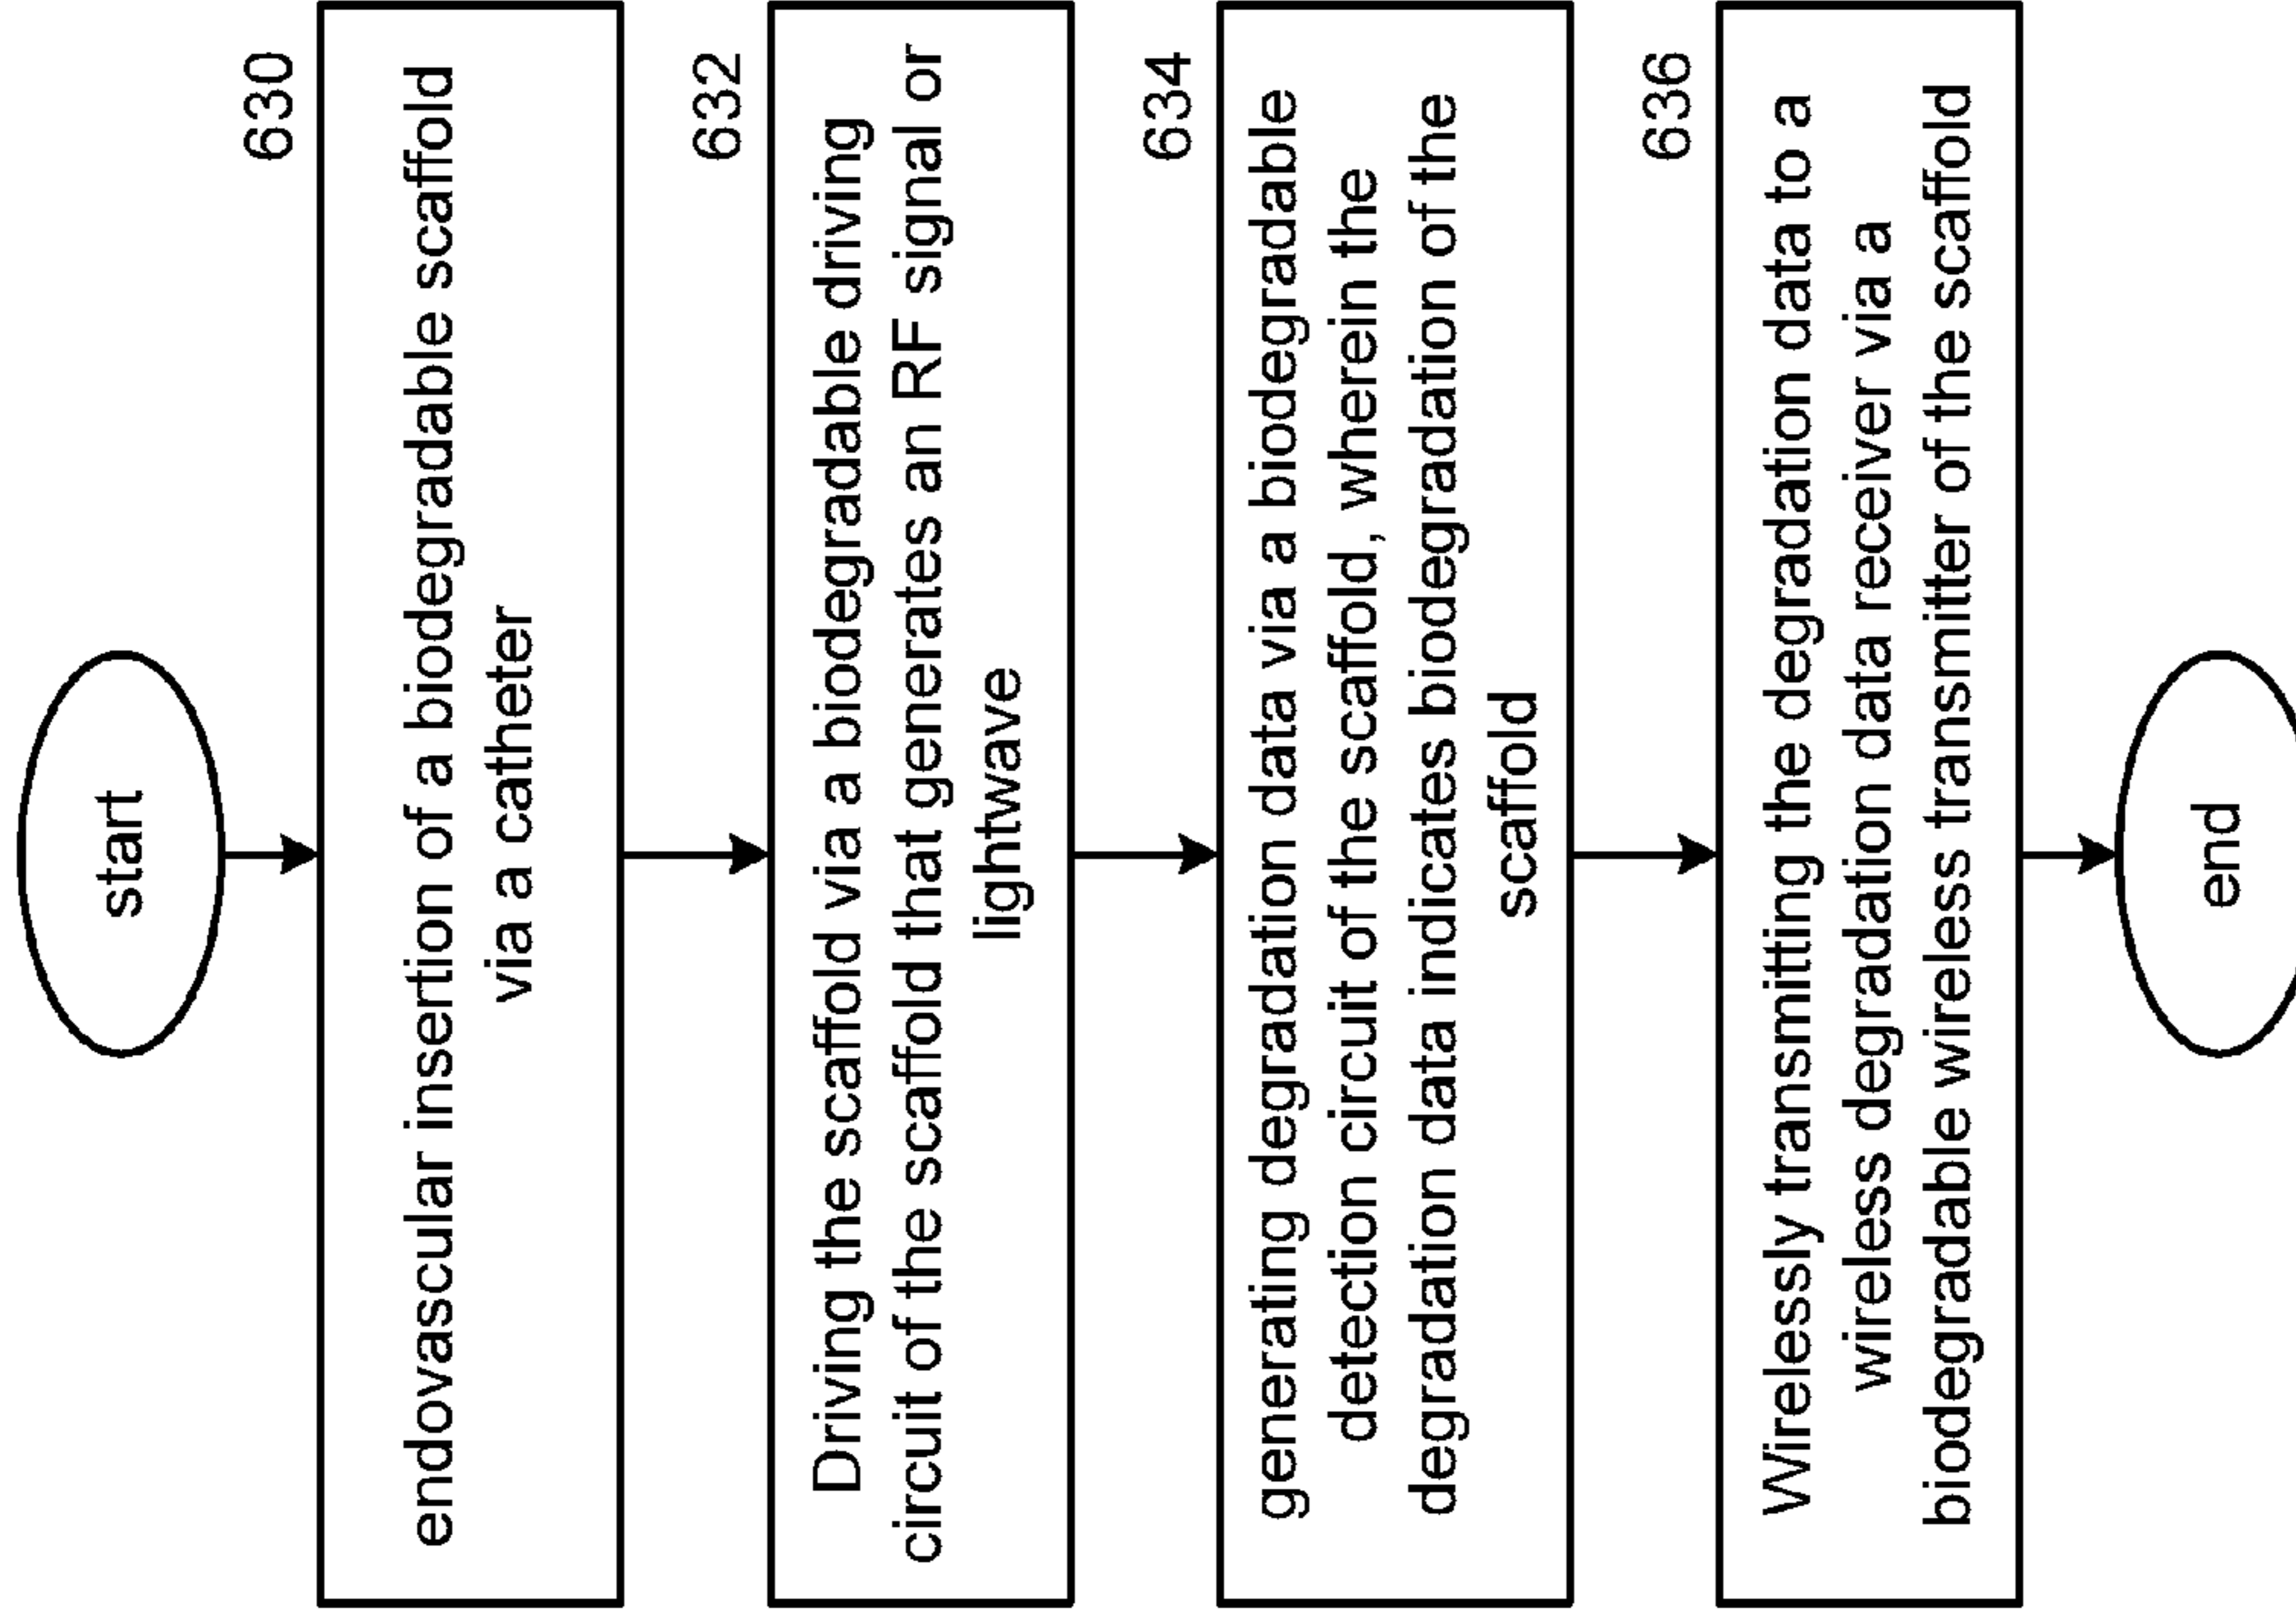 start
630
endovascular insertion of a biodegradable scaffold
via a catheter
632
Driving the scaffold via a biodegradable driving
circuit of the scaffold that generates an RF signal or
lightwave
634
generating degradation data via a biodegradable
detection circuit of the scaffold, wherein the
degradation data indicates biodegradation of the
scaffold
636
Wirelessly transmitting the degradation data to a
wireless degradation data receiver via a
biodegradable wireless transmitter of the scaffold
end